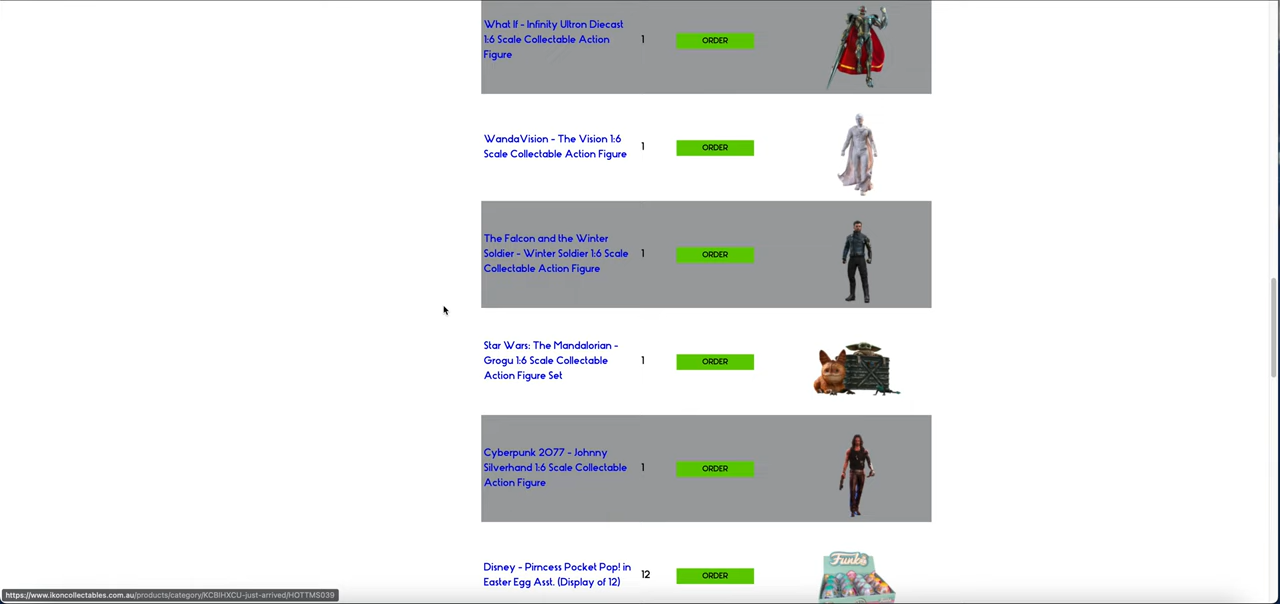 What If - Infinity Ultron Diecast
1:6 Scale Collectable Action
Figure
1
ORDER
WandaVision - The Vision 1:6
Scale Collectable Action Figure
1
ORDER
The Falcon and the Winter
Soldier - Winter Soldier 1:6 Scale
Collectable Action Figure
1
ORDER
Star Wars: The Mandalorian -
Grogu 1:6 Scale Collectable
Action Figure Set
1
ORDER
Cyberpunk 2077 - Johnny
Silverhand 1:6 Scale Collectable
Action Figure
1
ORDER
Disney - Pirncess Pocket Pop! in
Easter Egg Asst. (Display of 12)
12
ORDER
Funko
https://www.ikoncollectables.com.au/products/category/KCBIHXCU-just-arrived/HOTTMS039